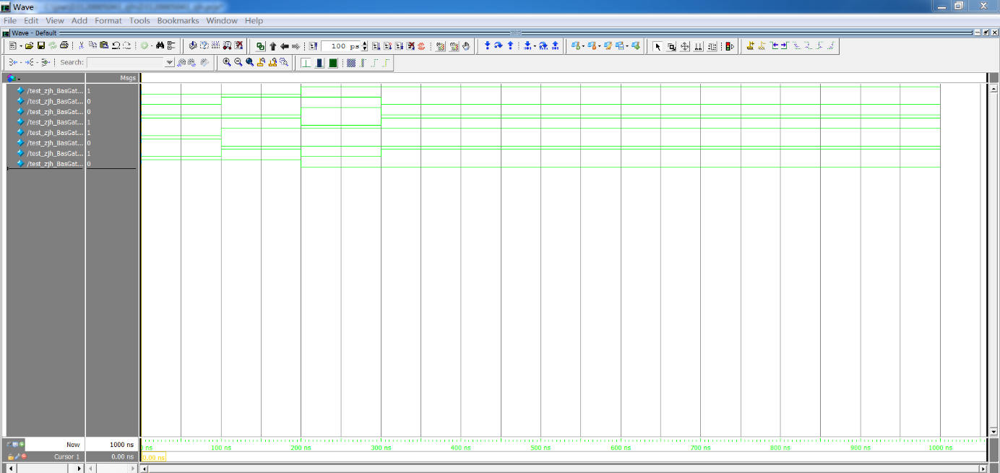 Wave
File Edit View Add Format Tools Bookmarks Window Help
Wave - Default
100 ps
Search:
Msgs
/test_zjh_BasGat... 1
/test_zjh_BasGat... 0
/test_zjh_BasGat... 0
/test_zjh_BasGat... 1
/test_zjh_BasGat... 1
/test_zjh_BasGat... 0
/test_zjh_BasGat... 1
/test_zjh_BasGat... 0
Now 1000 ns
ns 100 ns 200 ns 300 ns 400 ns 500 ns 600 ns 700 ns 800 ns 900 ns 1000 ns
Cursor 1 0.00 ns 0.00 ns